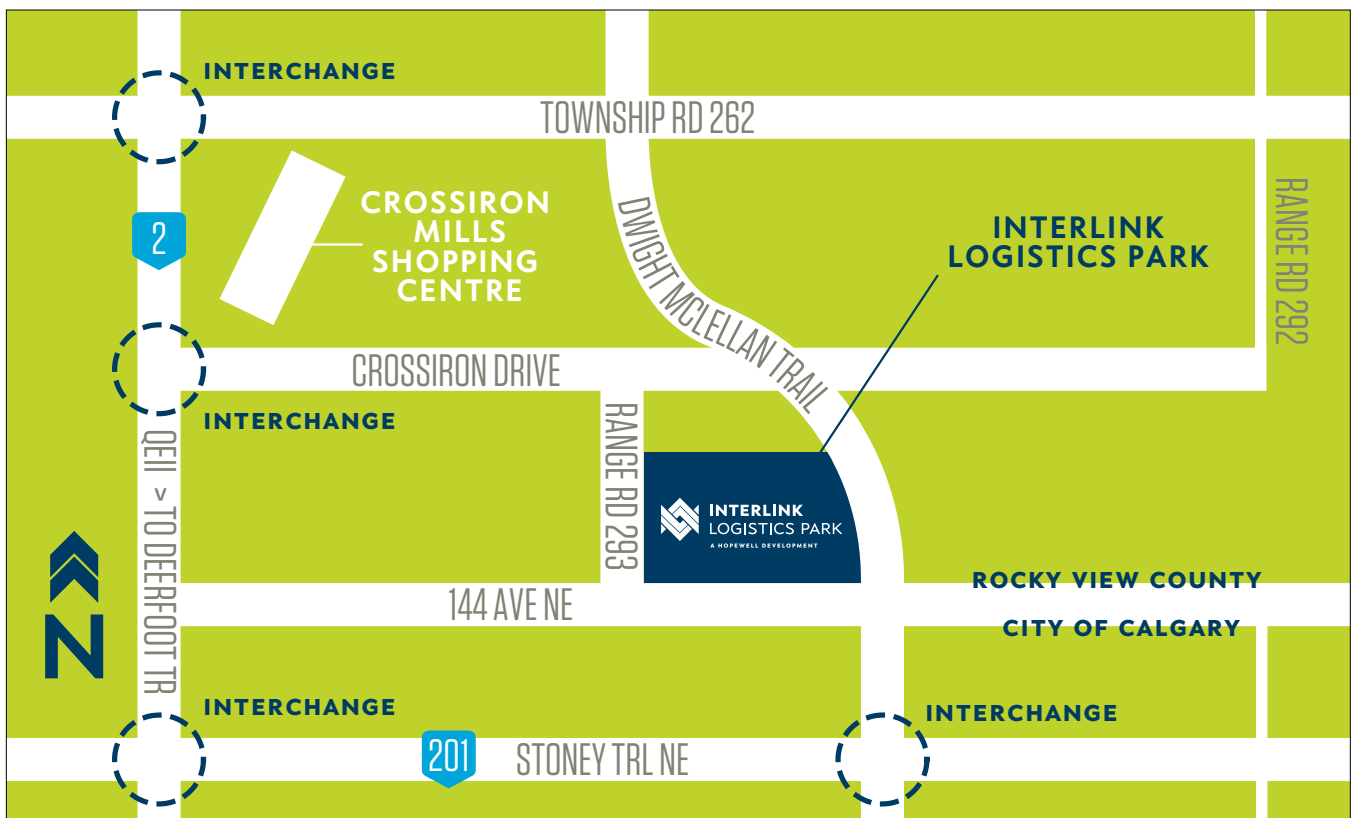 INTERCHANGE
TOWNSHIP RD 262
CROSSIRON
MILLS
SHOPPING
CENTRE
2
DWIGHT MCLELLAN TRAIL
INTERLINK
LOGISTICS PARK
RANGE RD 292
CROSSIRON DRIVE
INTERCHANGE
QEII > TO DEERFOOT TR
RANGE RD 293
INTERLINK
LOGISTICS PARK
A HOPEWELL DEVELOPMENT
N
144 AVE NE
ROCKY VIEW COUNTY
CITY OF CALGARY
INTERCHANGE
INTERCHANGE
201
STONEY TRL NE